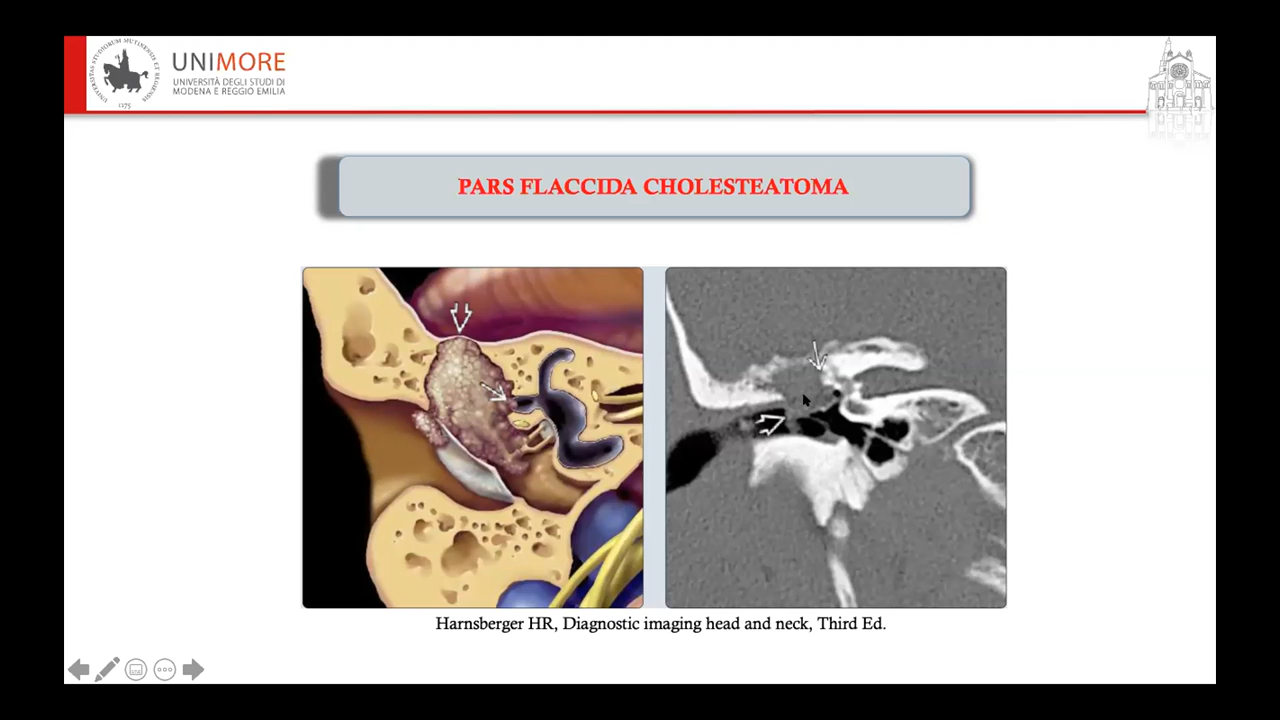 UNIMORE
UNIVERSITÀ DEGLI STUDI DI
MODENA E REGGIO EMILIA
1175
PARS FLACCIDA CHOLESTEATOMA
Harnsberger HR, Diagnostic imaging head and neck, Third Ed.